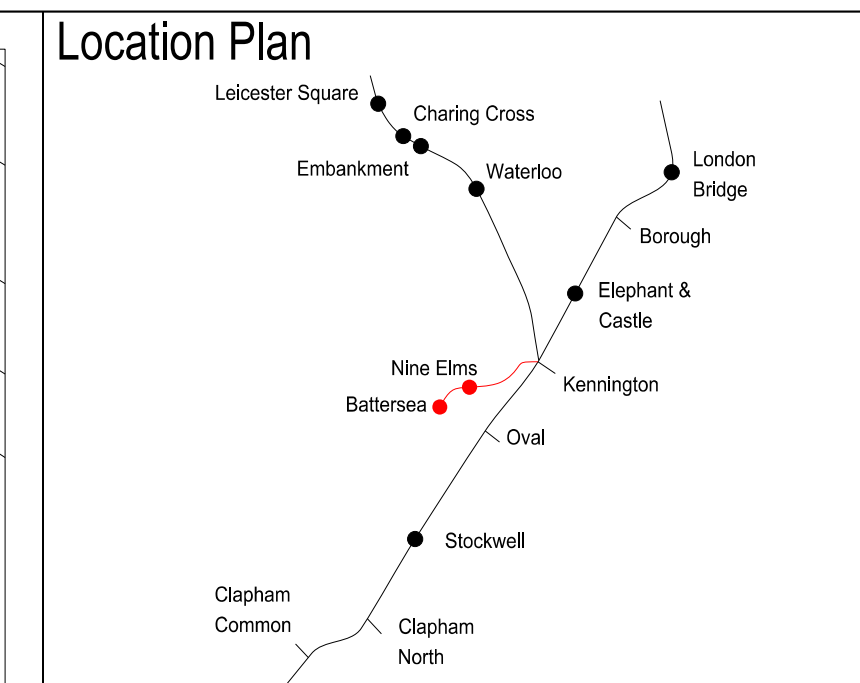 Location Plan
Leicester Square
Charing Cross
Embankment
Waterloo
London
Bridge
Borough
Elephant &
Castle
Nine Elms
Kennington
Battersea
Oval
Stockwell
Clapham
Common
Clapham
North